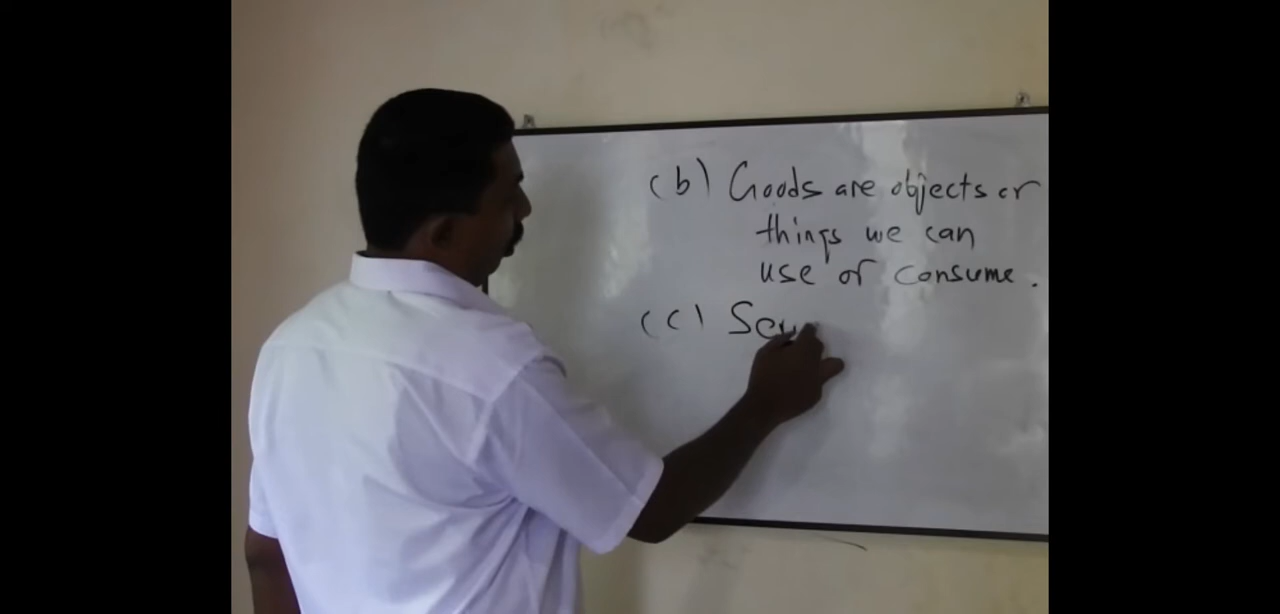 (b) Goods are objects or
things we can
use or consume.
(c) Ser